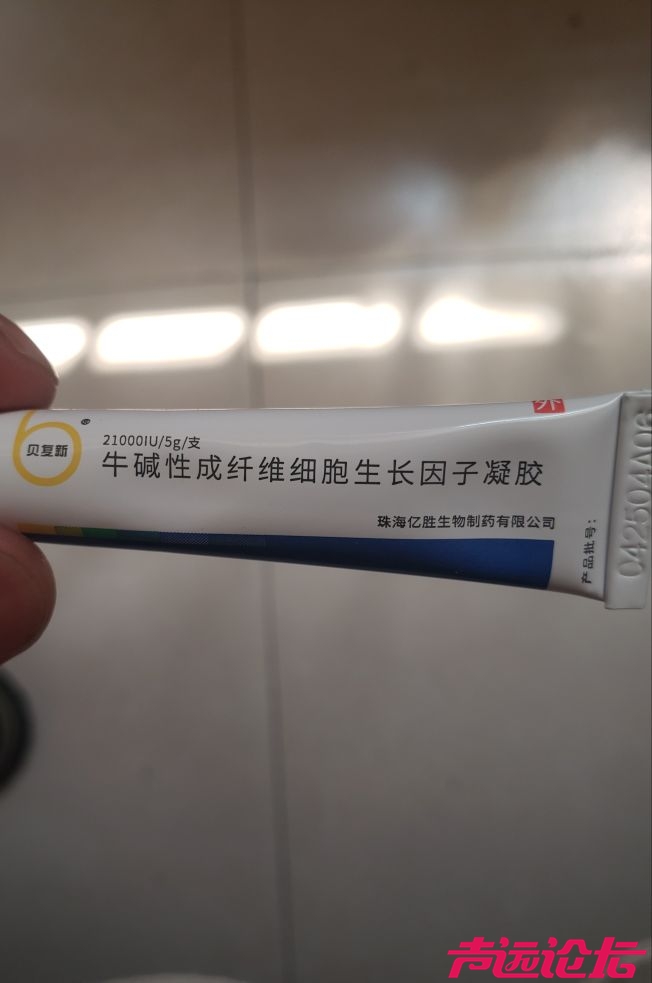 外
贝复新®
21000IU/5g/支
牛碱性成纤维细胞生长因子凝胶
珠海亿胜生物制药有限公司
产品批号:
042504A06
声远论坛